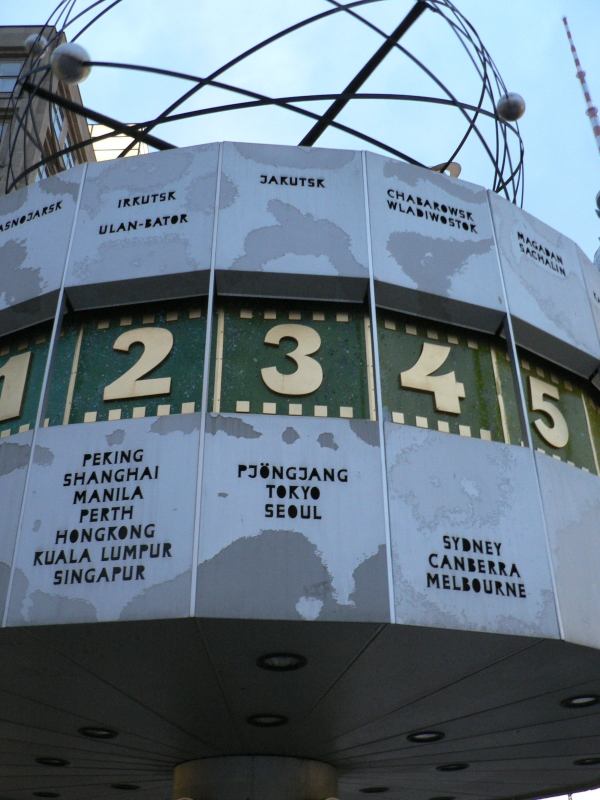 IRKUTSK
ULAN-BATOR
JAKUTSK
CHABAROWSK
WLADIWOSTOK
MAGADAN
SACHALIN
1
2
3
4
5
PEKING
SHANGHAI
MANILA
PERTH
HONGKONG
KUALA LUMPUR
SINGAPUR
PJÖNGJANG
TOKYO
SEOUL
SYDNEY
CANBERRA
MELBOURNE